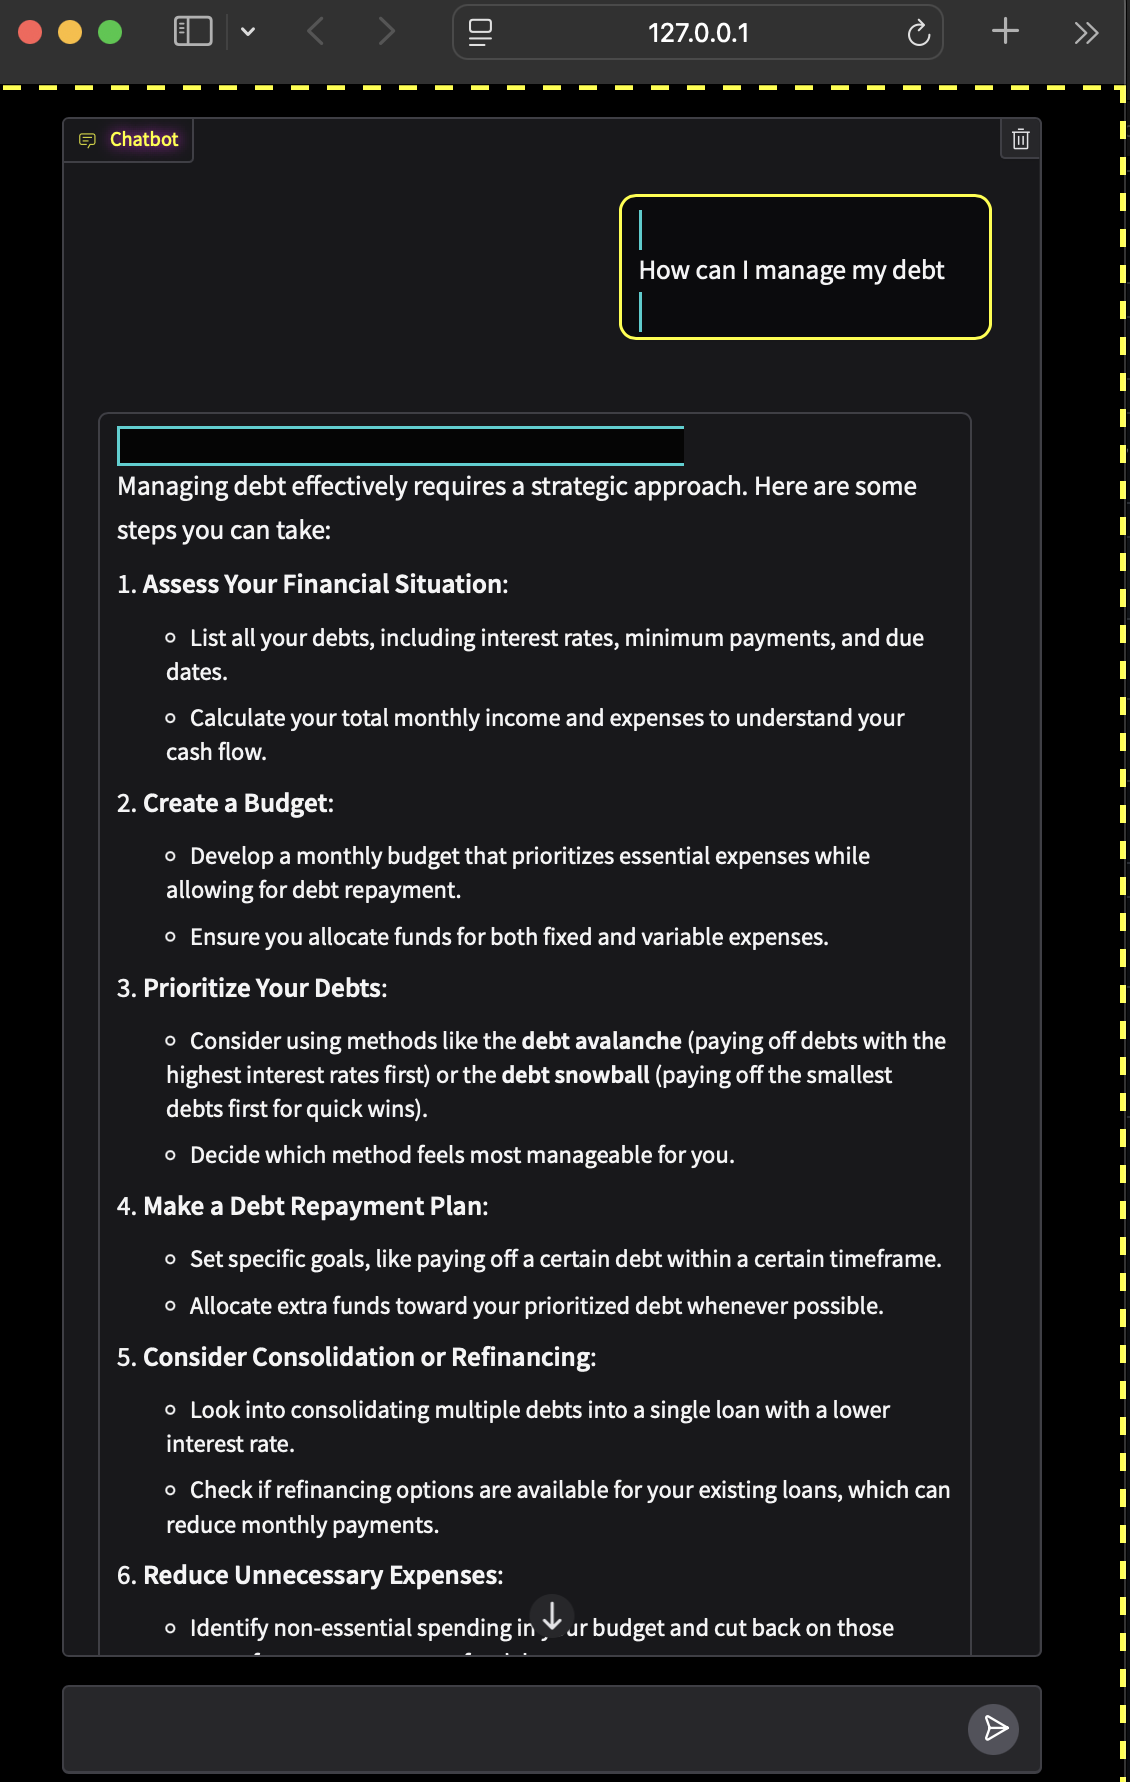 127.0.0.1
Chatbot
How can I manage my debt
Managing debt effectively requires a strategic approach. Here are some
steps you can take:
1. Assess Your Financial Situation:
List all your debts, including interest rates, minimum payments, and due
dates.
Calculate your total monthly income and expenses to understand your
cash flow.
2. Create a Budget:
Develop a monthly budget that prioritizes essential expenses while
allowing for debt repayment.
Ensure you allocate funds for both fixed and variable expenses.
3. Prioritize Your Debts:
Consider using methods like the debt avalanche (paying off debts with the
highest interest rates first) or the debt snowball (paying off the smallest
debts first for quick wins).
Decide which method feels most manageable for you.
4. Make a Debt Repayment Plan:
Set specific goals, like paying off a certain debt within a certain timeframe.
Allocate extra funds toward your prioritized debt whenever possible.
5. Consider Consolidation or Refinancing:
Look into consolidating multiple debts into a single loan with a lower
interest rate.
Check if refinancing options are available for your existing loans, which can
reduce monthly payments.
6. Reduce Unnecessary Expenses:
Identify non-essential spending in your budget and cut back on those